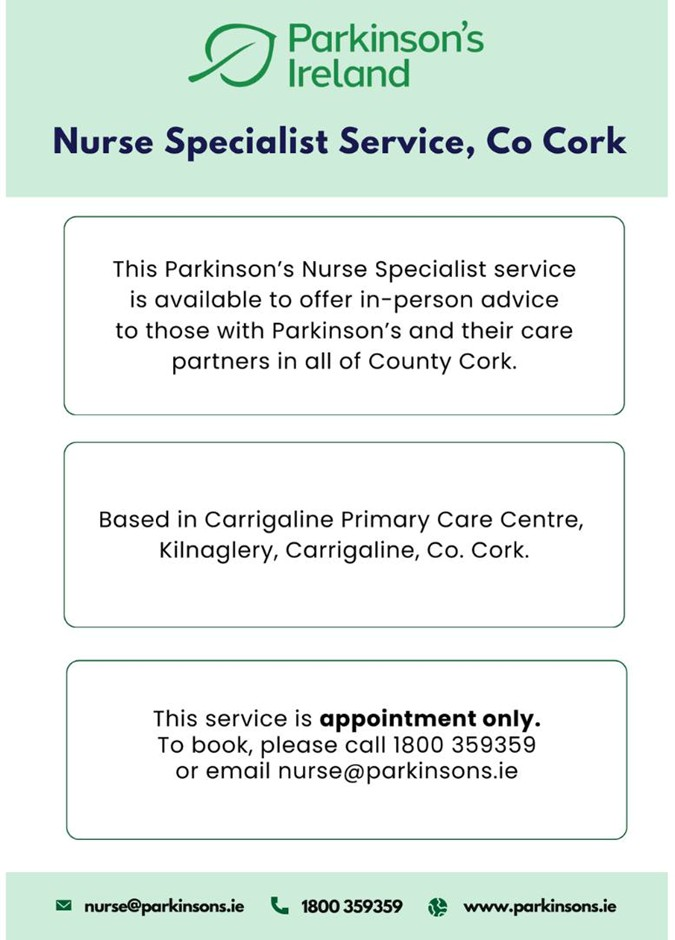 Parkinson's
Ireland
Nurse Specialist Service, Co Cork
This Parkinson's Nurse Specialist service
is available to offer in-person advice
to those with Parkinson's and their care
partners in all of County Cork.
Based in Carrigaline Primary Care Centre,
Kilnaglery, Carrigaline, Co. Cork.
This service is appointment only.
To book, please call 1800 359359
or email nurse@parkinsons.ie
nurse@parkinsons.ie 1800 359359 www.parkinsons.ie